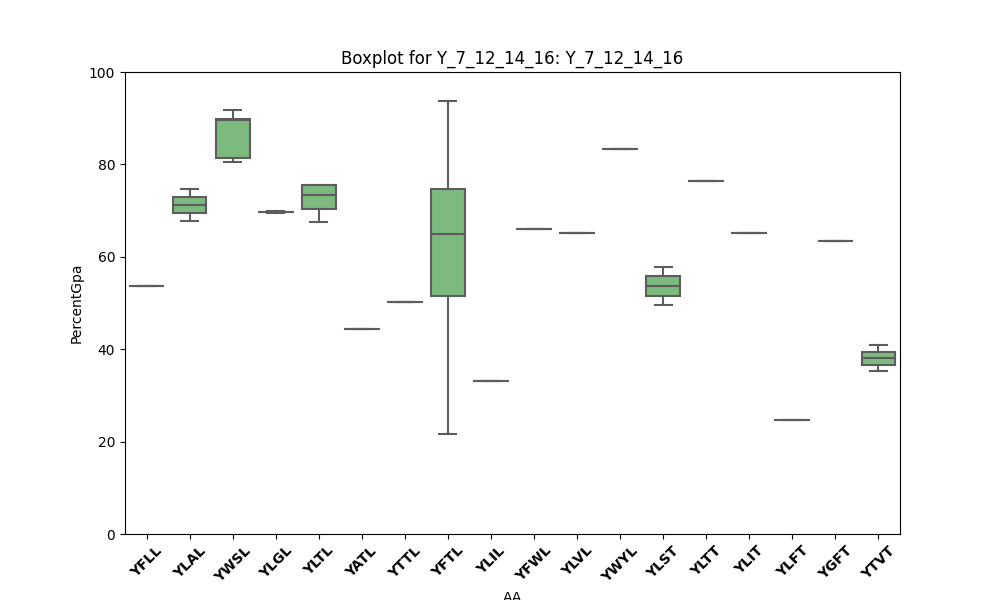 Boxplot for Y_7_12_14_16: Y_7_12_14_16
100
80
60
40
20
0
PercentGpa
YFLL YLAL YWSL YLGL YLTL YATL YTTL YFTL YLIL YFWL YLVL YWYL YLST YLTT YLIT YLFT YGFT YTVT
AA